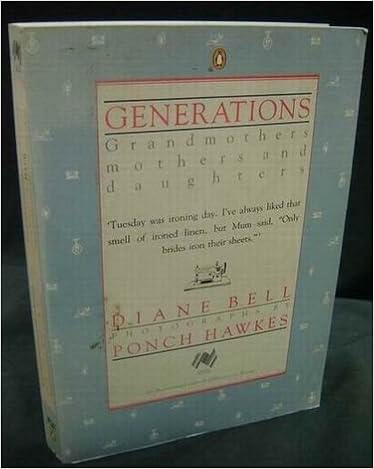 GENERATIONS
Grandmothers
mothers and
daughters
'Tuesday was ironing day. I've always liked that
smell of ironed linen, but Mum said, "Only
brides iron their sheets."'
DIANE BELL
PHOTOGRAPHS BY
PONCH HAWKES